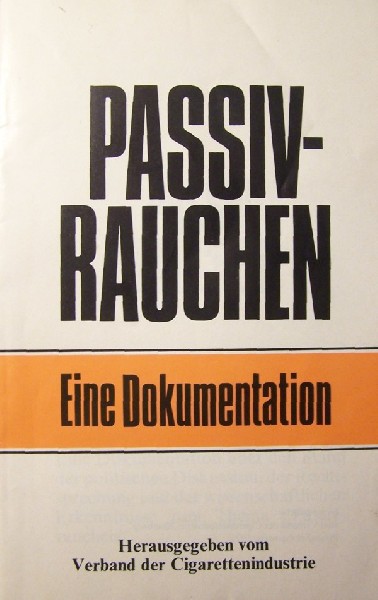 PASSIV-
RAUCHEN
Eine Dokumentation
Herausgegeben vom
Verband der Cigarettenindustrie